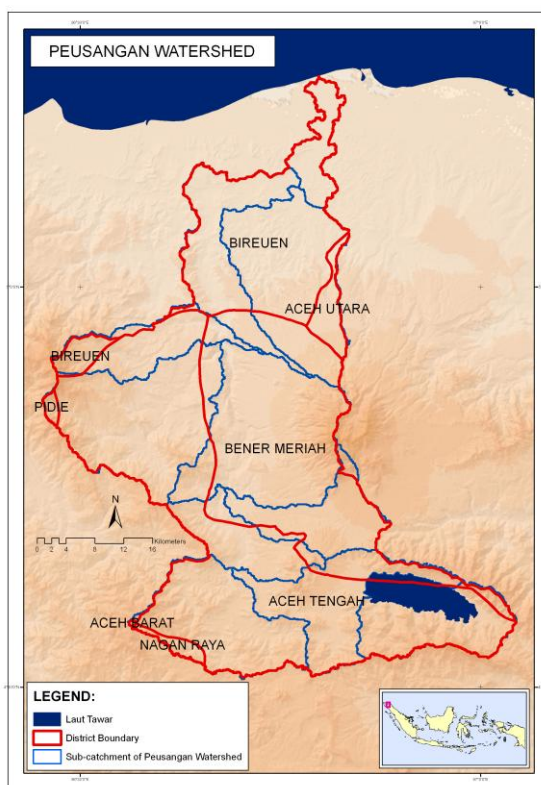 PEUSANGAN WATERSHED
BIREUEN
ACEH UTARA
BIREUEN
PIDIE
BENER MERIAH
N
Kilometers
0 2 4 8 12 16
ACEH TENGAH
ACEH BARAT
NAGAN RAYA
LEGEND:
Laut Tawar
District Boundary
Sub-catchment of Peusangan Watershed